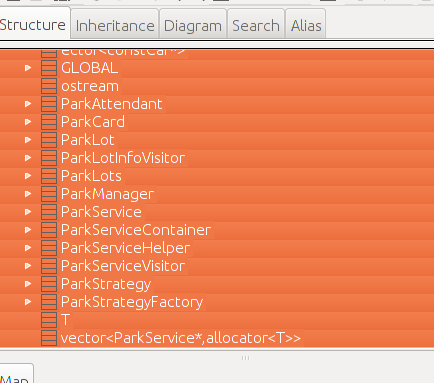 Structure Inheritance Diagram Search Alias
ector<constCar*>
GLOBAL
ostream
ParkAttendant
ParkCard
ParkLot
ParkLotInfoVisitor
ParkLots
ParkManager
ParkService
ParkServiceContainer
ParkServiceHelper
ParkServiceVisitor
ParkStrategy
ParkStrategyFactory
T
vector<ParkService*,allocator<T>>
Map